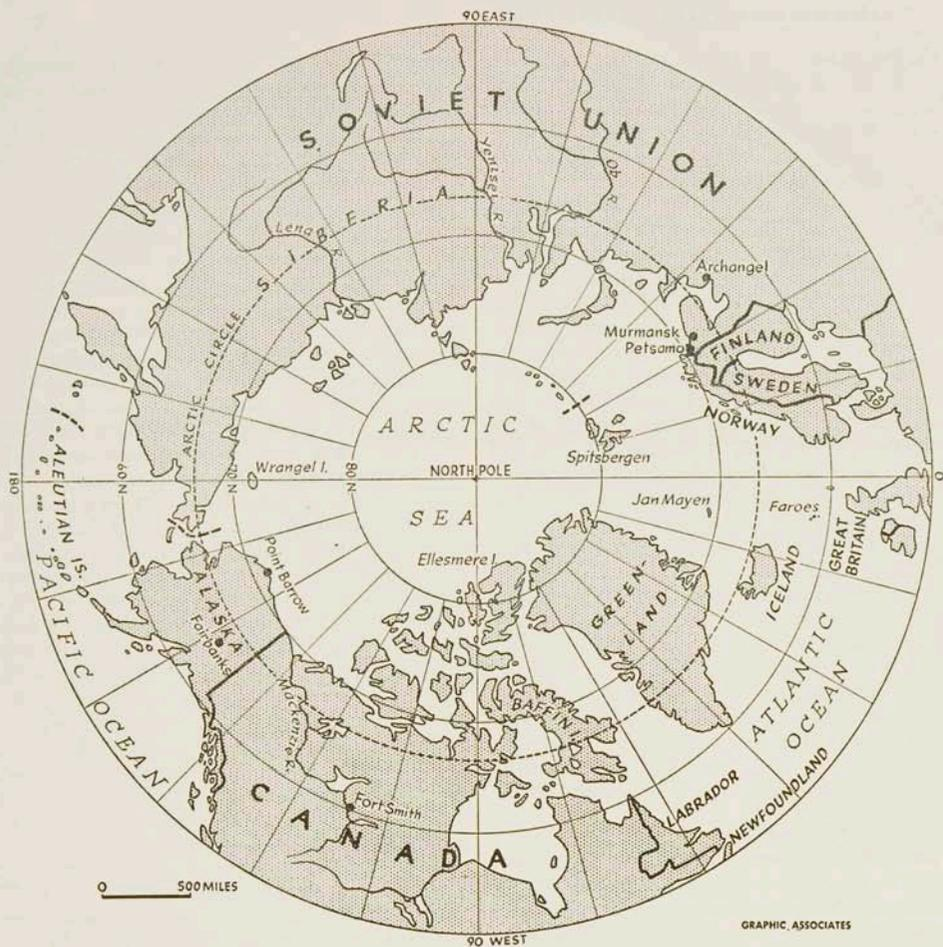 90 EAST
SOVIET UNION
Yenisei R.
Ob R.
Lena R.
SIBERIA
ARCTIC CIRCLE
Archangel
Murmansk
Petsamo
FINLAND
SWEDEN
NORWAY
ARCTIC
Spitsbergen
180
60 N
70 N
Wrangel I.
80 N
NORTH POLE
0
SEA
Jan Mayen
Faroes
GREAT
BRITAIN
ALEUTIAN IS.
PACIFIC
OCEAN
Ellesmere I.
Point Barrow
ALASKA
Fairbanks
GREEN-
LAND
ICELAND
ATLANTIC
OCEAN
Mackenzie R.
BAFFIN I.
Fort Smith
CANADA
LABRADOR
NEWFOUNDLAND
0 500 MILES
90 WEST
GRAPHIC ASSOCIATES